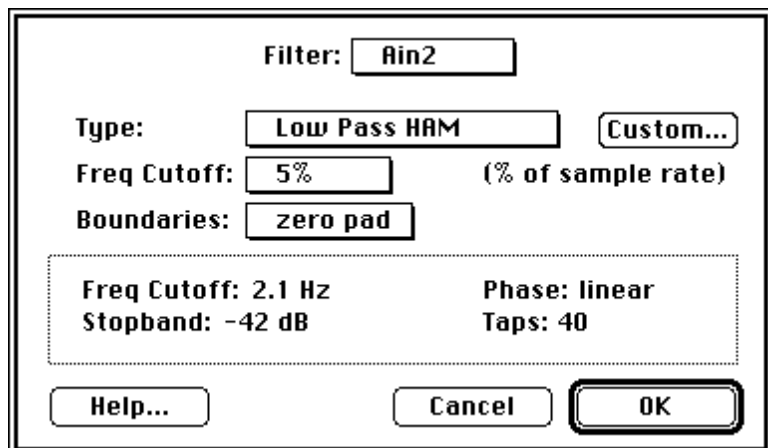 Filter: Ain2
Type: Low Pass HAM Custom...
Freq Cutoff: 5% (% of sample rate)
Boundaries: zero pad
Freq Cutoff: 2.1 Hz Phase: linear
Stopband: -42 dB Taps: 40
Help... Cancel OK